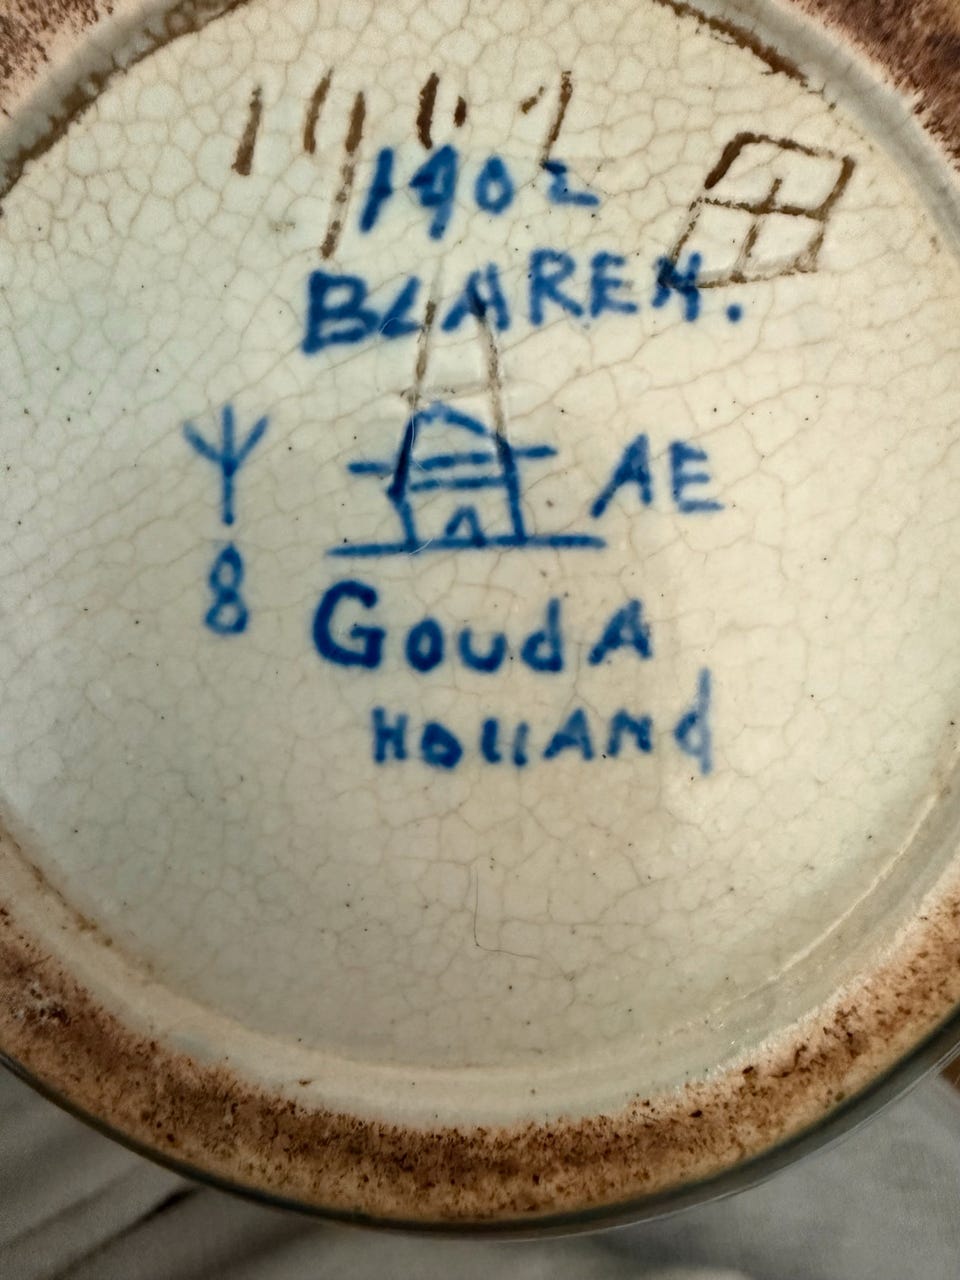 1402
BLAREN.
AE
8
GoudA
HOLLANd